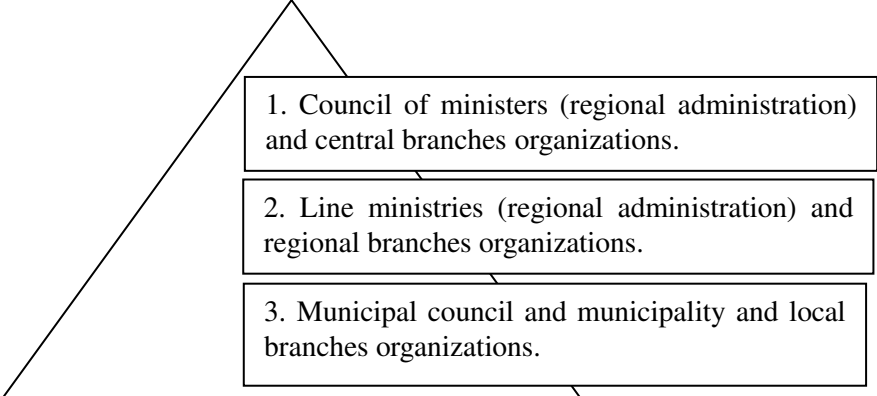 1. Council of ministers (regional administration)
and central branches organizations.
2. Line ministries (regional administration) and
regional branches organizations.
3. Municipal council and municipality and local
branches organizations.